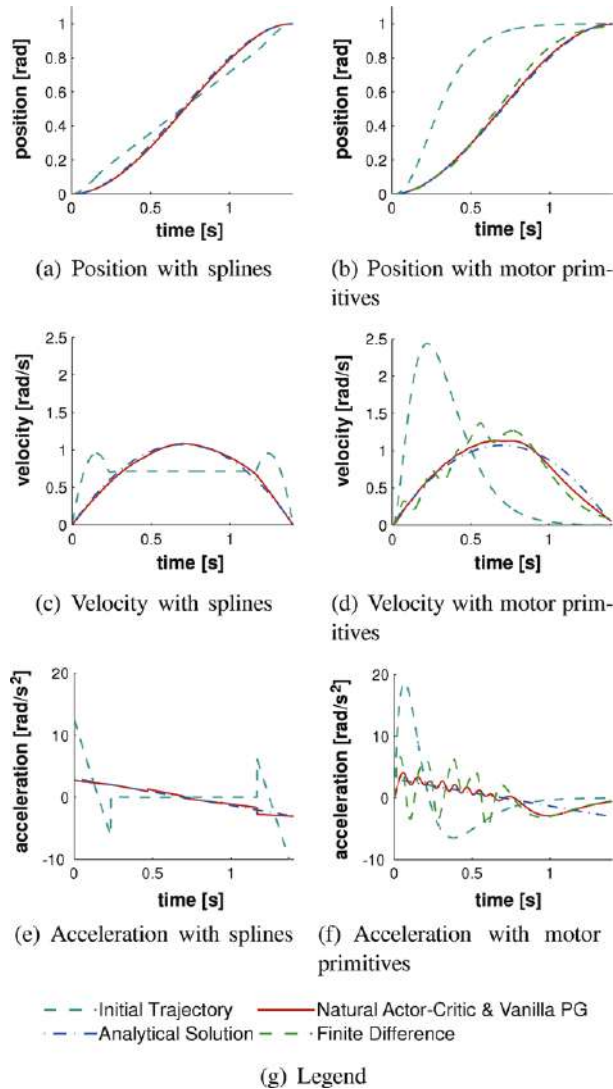 1
0.8
0.6
0.4
0.2
0
position [rad]
0 0.5 1
time [s]
(a) Position with splines
1
0.8
0.6
0.4
0.2
0
position [rad]
0 0.5 1
time [s]
(b) Position with motor prim-
itives
2.5
2
1.5
1
0.5
0
velocity [rad/s]
0 0.5 1
time [s]
(c) Velocity with splines
2.5
2
1.5
1
0.5
0
velocity [rad/s]
0 0.5 1
time [s]
(d) Velocity with motor prim-
itives
20
10
0
-10
acceleration [rad/s²]
0 0.5 1
time [s]
(e) Acceleration with splines
20
10
0
-10
acceleration [rad/s²]
0 0.5 1
time [s]
(f) Acceleration with motor
primitives
Initial Trajectory
Natural Actor-Critic & Vanilla PG
Analytical Solution
Finite Difference
(g) Legend